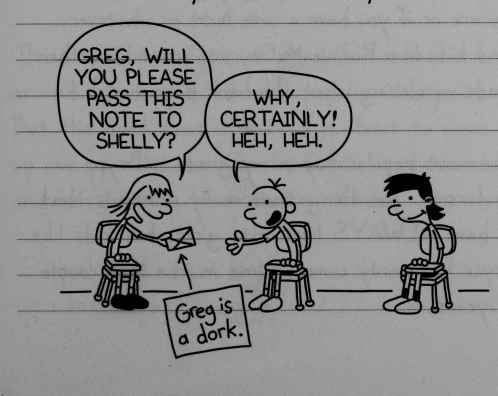 GREG, WILL
YOU PLEASE
PASS THIS
NOTE TO
SHELLY?
WHY,
CERTAINLY!
HEH, HEH.
Greg is
a dork.